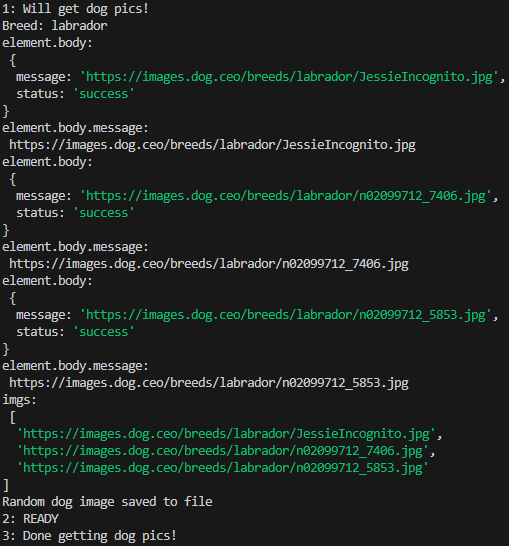 1: Will get dog pics!
Breed: labrador
element.body:
 {
  message: 'https://images.dog.ceo/breeds/labrador/JessieIncognito.jpg',
  status: 'success'
}
element.body.message:
 https://images.dog.ceo/breeds/labrador/JessieIncognito.jpg
element.body:
 {
  message: 'https://images.dog.ceo/breeds/labrador/n02099712_7406.jpg',
  status: 'success'
}
element.body.message:
 https://images.dog.ceo/breeds/labrador/n02099712_7406.jpg
element.body:
 {
  message: 'https://images.dog.ceo/breeds/labrador/n02099712_5853.jpg',
  status: 'success'
}
element.body.message:
 https://images.dog.ceo/breeds/labrador/n02099712_5853.jpg
imgs:
 [
  'https://images.dog.ceo/breeds/labrador/JessieIncognito.jpg',
  'https://images.dog.ceo/breeds/labrador/n02099712_7406.jpg',
  'https://images.dog.ceo/breeds/labrador/n02099712_5853.jpg'
]
Random dog image saved to file
2: READY
3: Done getting dog pics!